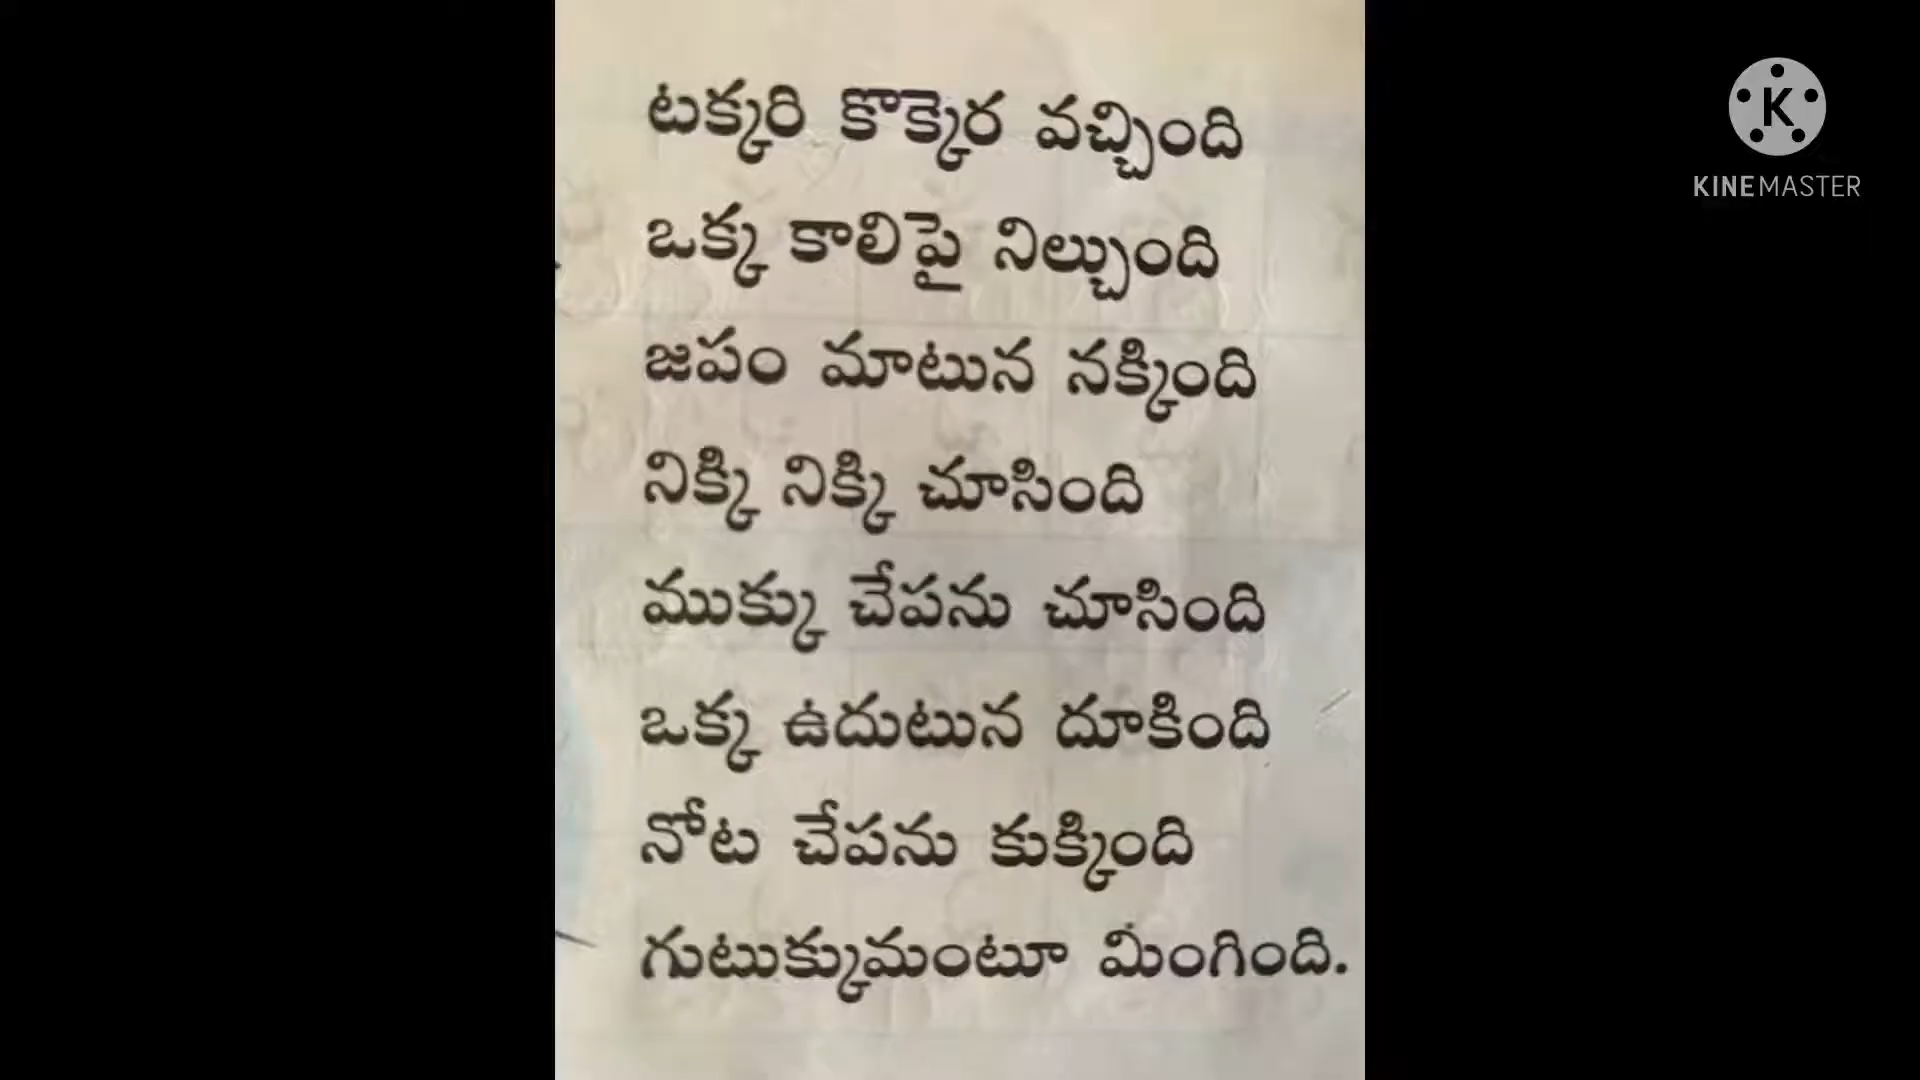 టక్కరి కొక్కెర వచ్చింది
ఒక్క కాలిపై నిల్చుంది
జపం మాటున నక్కింది
నిక్కి నిక్కి చూసింది
ముక్కు చేపను చూసింది
ఒక్క ఉదుటున దూకింది
నోట చేపను కుక్కింది
గుటుక్కుమంటూ మింగింది.
K
KINEMASTER